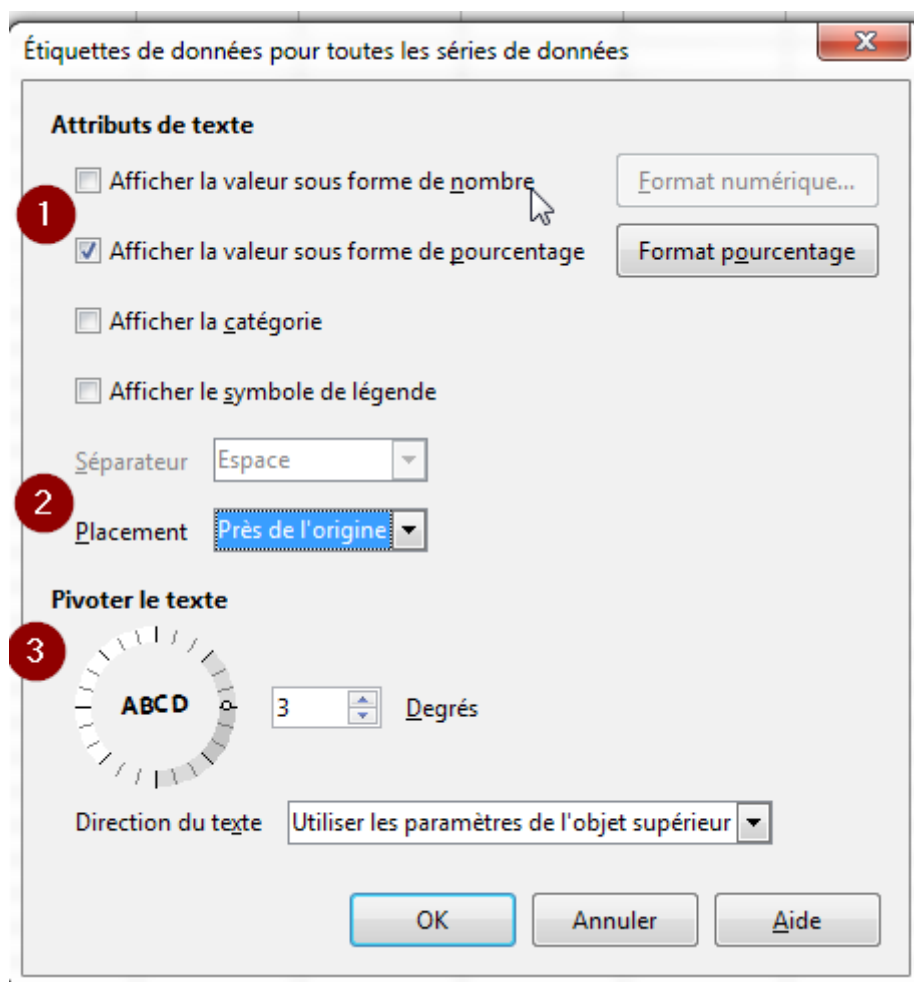 Étiquettes de données pour toutes les séries de données
x
Attributs de texte
Afficher la valeur sous forme de nombre
Format numérique...
1
Afficher la valeur sous forme de pourcentage
Format pourcentage
Afficher la catégorie
Afficher le symbole de légende
Séparateur Espace
2
Placement Près de l'origine
Pivoter le texte
3
ABCD
3 Degrés
Direction du texte Utiliser les paramètres de l'objet supérieur
OK Annuler Aide